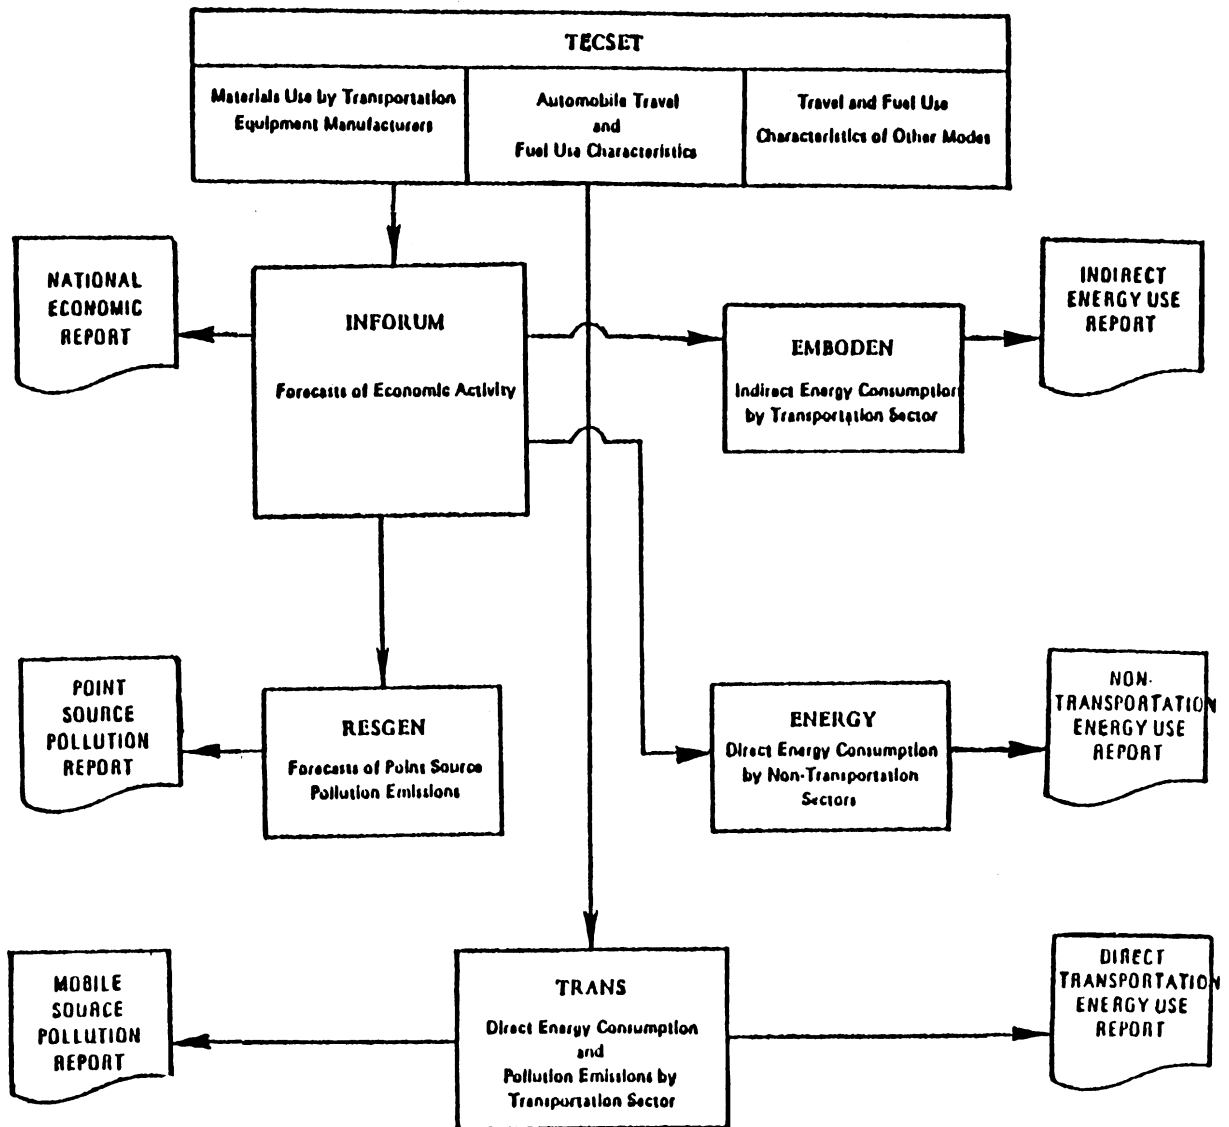 TECSET
Materials Use by Transportation
Equipment Manufacturers
Automobile Travel
and
Fuel Use Characteristics
Travel and Fuel Use
Characteristics of Other Modes
NATIONAL
ECONOMIC
REPORT
INFORUM
Forecasts of Economic Activity
EMBODEN
Indirect Energy Consumption
by Transportation Sector
INDIRECT
ENERGY USE
REPORT
POINT
SOURCE
POLLUTION
REPORT
RESGEN
Forecasts of Point Source
Pollution Emissions
ENERGY
Direct Energy Consumption
by Non-Transportation
Sectors
NON-
TRANSPORTATION
ENERGY USE
REPORT
MOBILE
SOURCE
POLLUTION
REPORT
TRANS
Direct Energy Consumption
and
Pollution Emissions by
Transportation Sector
DIRECT
TRANSPORTATION
ENERGY USE
REPORT